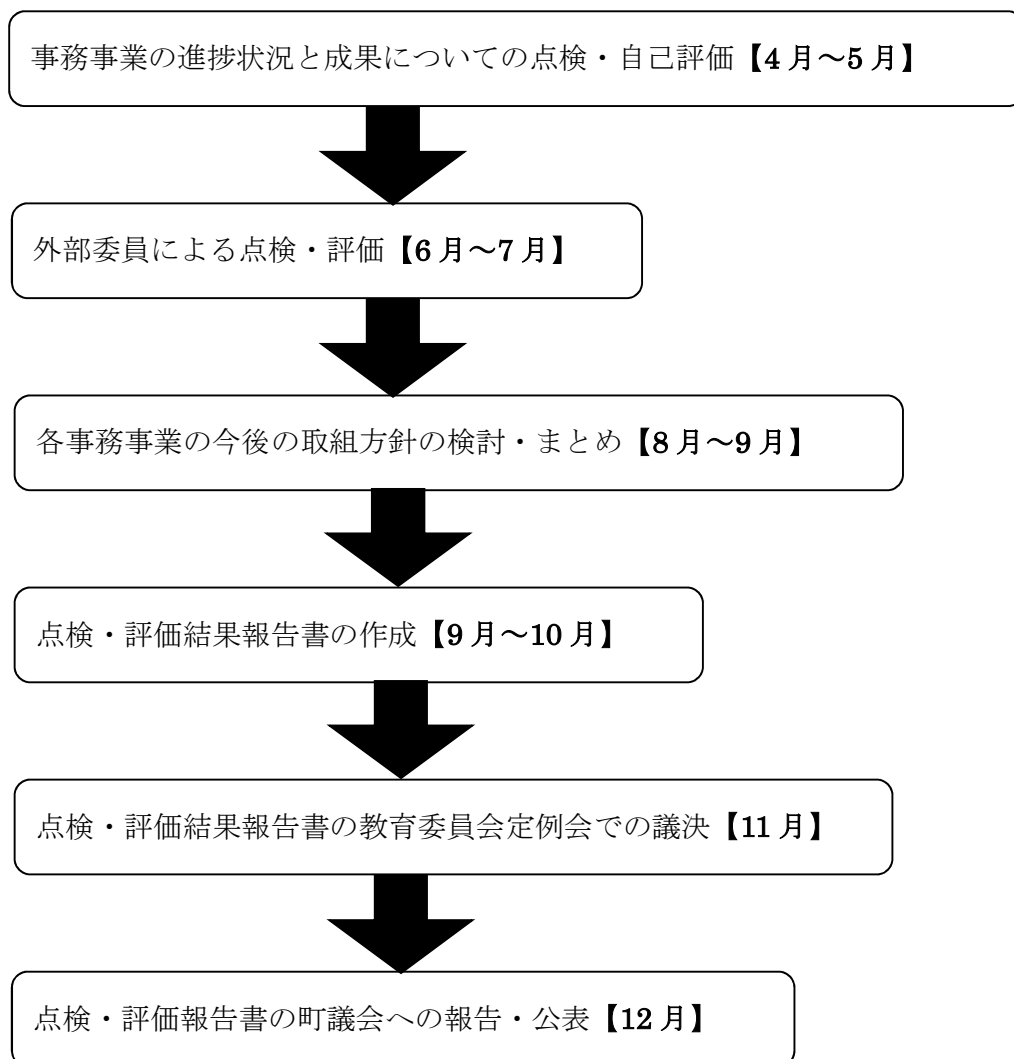 事務事業の進捗状況と成果についての点検・自己評価【4月～5月】
外部委員による点検・評価【6月～7月】
各事務事業の今後の取組方針の検討・まとめ【8月～9月】
点検・評価結果報告書の作成【9月～10月】
点検・評価結果報告書の教育委員会定例会での議決【11月】
点検・評価報告書の町議会への報告・公表【12月】